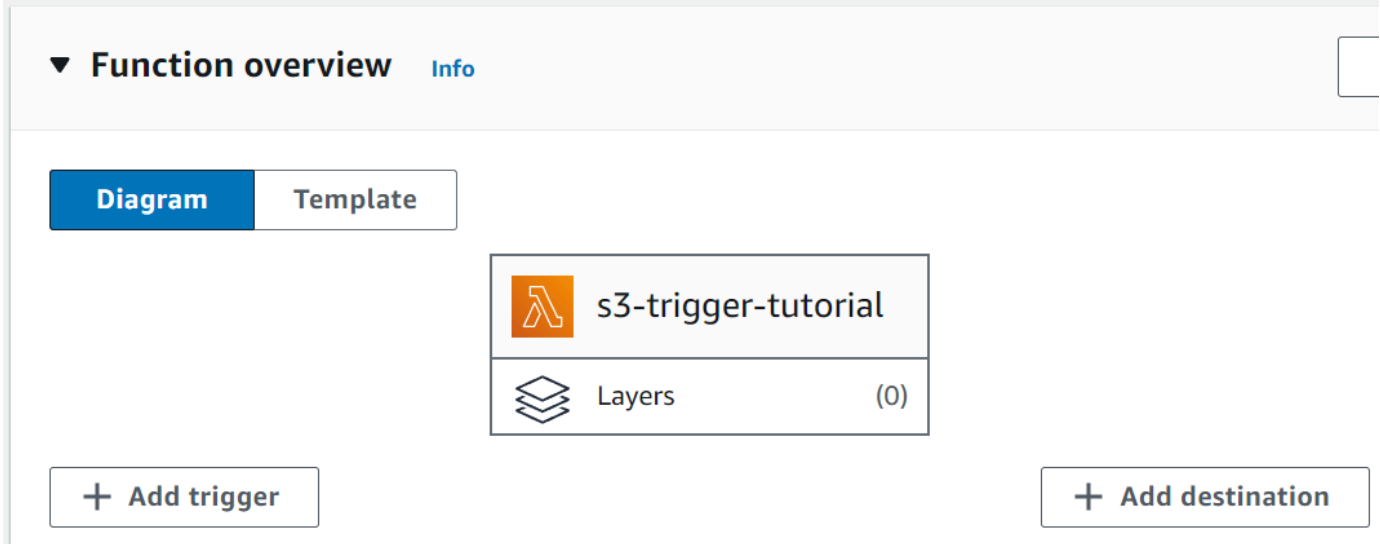 Function overview Info
Diagram Template
s3-trigger-tutorial
Layers (0)
+ Add trigger
+ Add destination